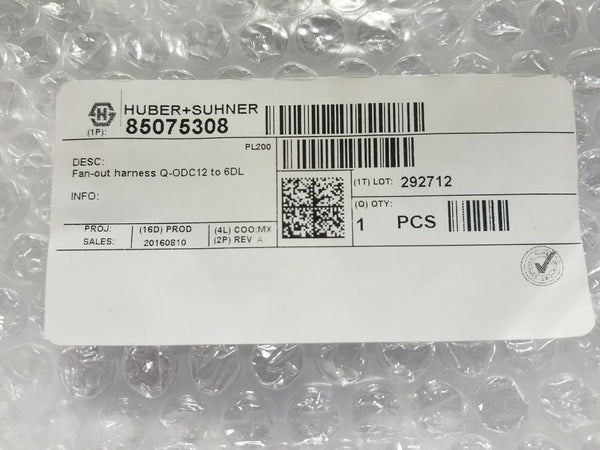 HUBER+SUHNER
(1P): 85075308
PL200
DESC:
Fan-out harness Q-ODC12 to 6DL
INFO:
(1T) LOT: 292712
(Q) QTY:
1 PCS
PROJ:
SALES:
(16D) PROD
20160810
(4L) COO:MX
(2P) REV A